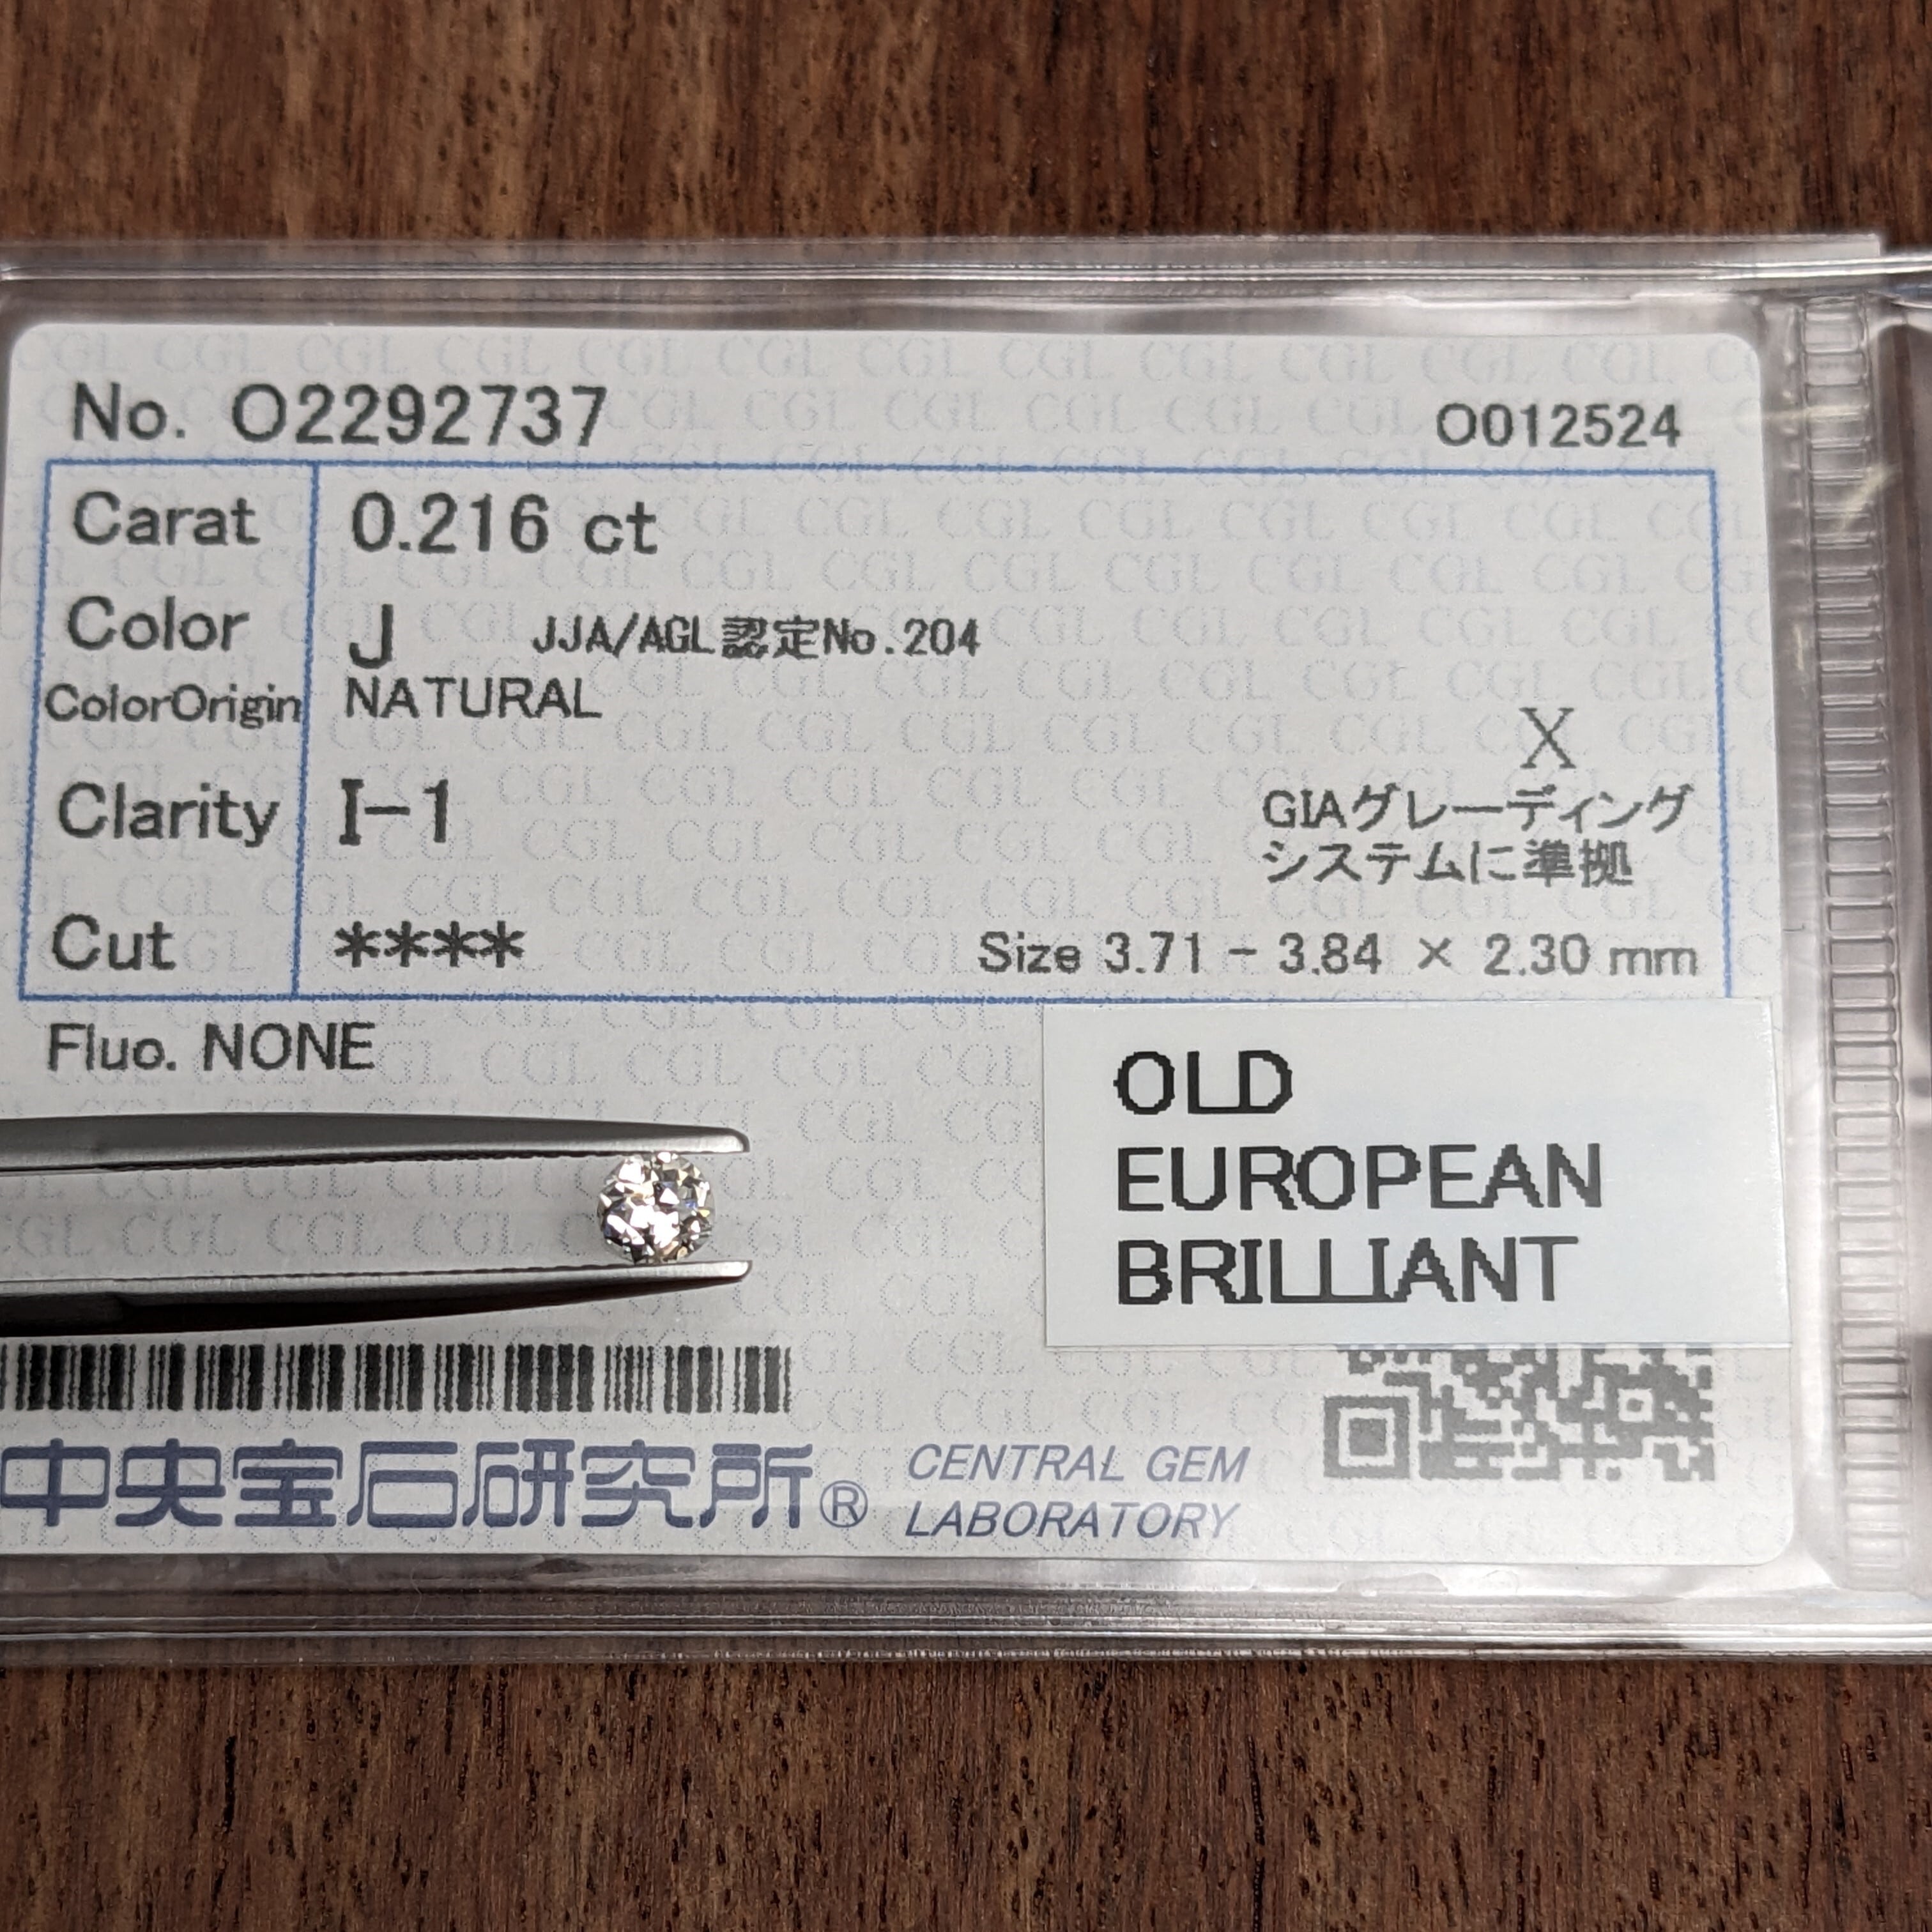 No. O2292737
O012524
Carat 0.216 ct
Color J JJA/AGL認定No.204
ColorOrigin NATURAL
X
Clarity I-1
GIAグレーディング
システムに準拠
Cut ****
Size 3.71 - 3.84 × 2.30 mm
Fluo. NONE
OLD
EUROPEAN
BRILLIANT
中央宝石研究所®
CENTRAL GEM
LABORATORY